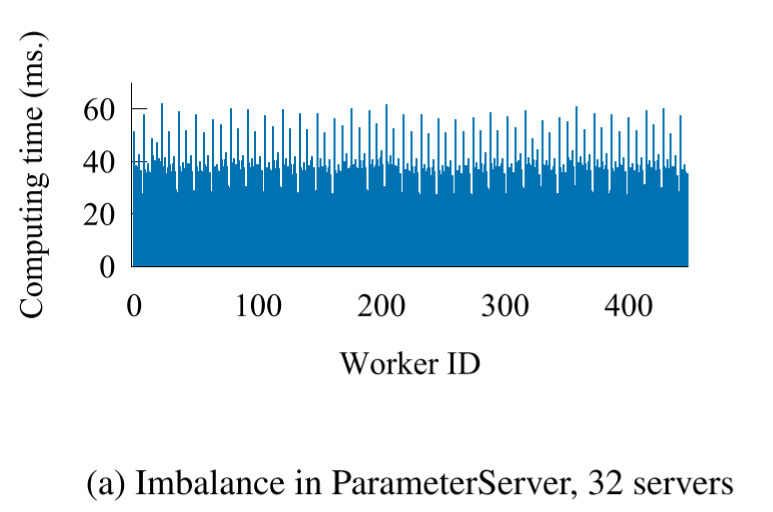 Computing time (ms.)
60
40
20
0
0 100 200 300 400
Worker ID
(a) Imbalance in ParameterServer, 32 servers